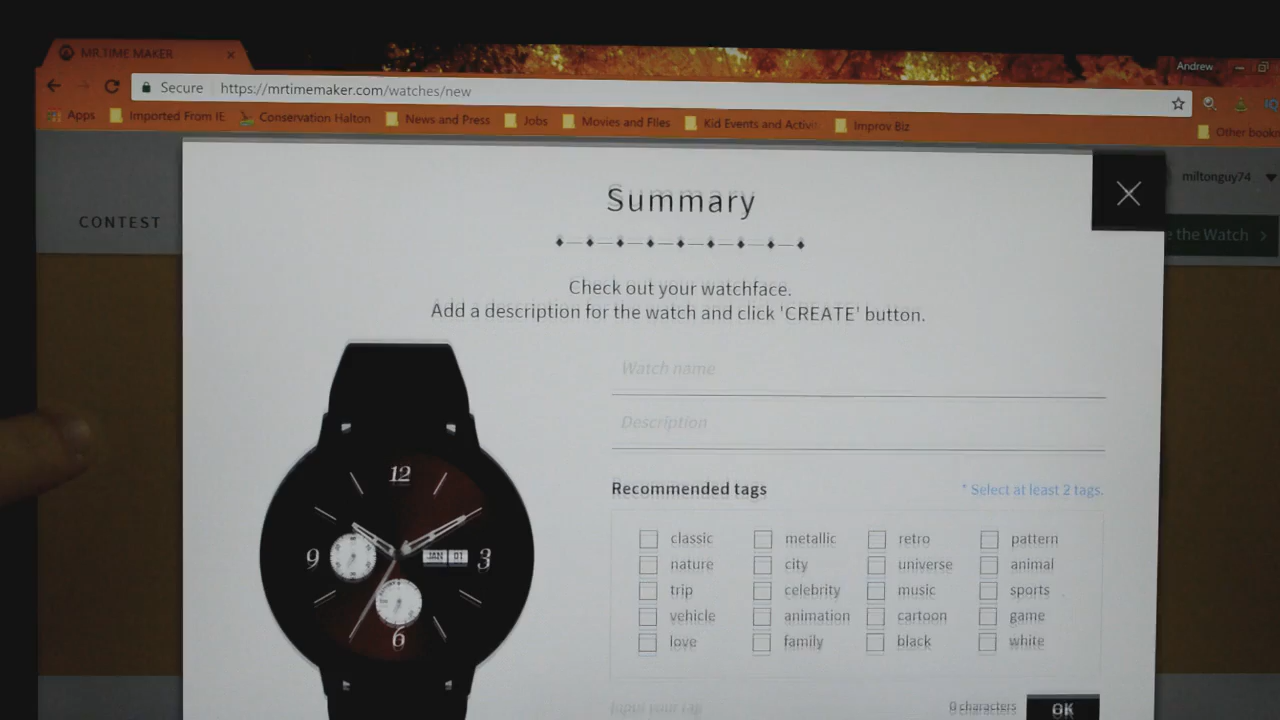 MR.TIME MAKER
Andrew
Secure https://mrtimemaker.com/watches/new
Apps Imported From IE Conservation Halton News and Press Jobs Movies and Files Kid Events and Activit Improv Biz Other bookn
miltonguy74
CONTEST
e the Watch
Summary
Check out your watchface.
Add a description for the watch and click 'CREATE' button.
Watch name
Description
Recommended tags * Select at least 2 tags.
classic metallic retro pattern
nature city universe animal
trip celebrity music sports
vehicle animation cartoon game
love family black white
Input your tag 0 characters OK
12
9 JAN 01 3
6